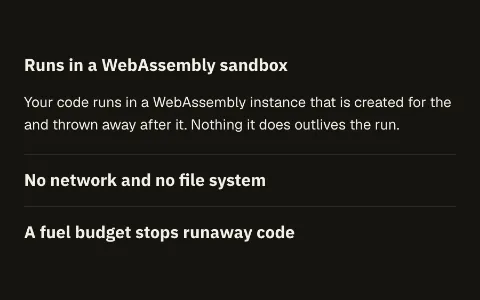 Runs in a WebAssembly sandbox
Your code runs in a WebAssembly instance that is created for the
and thrown away after it. Nothing it does outlives the run.
No network and no file system
A fuel budget stops runaway code